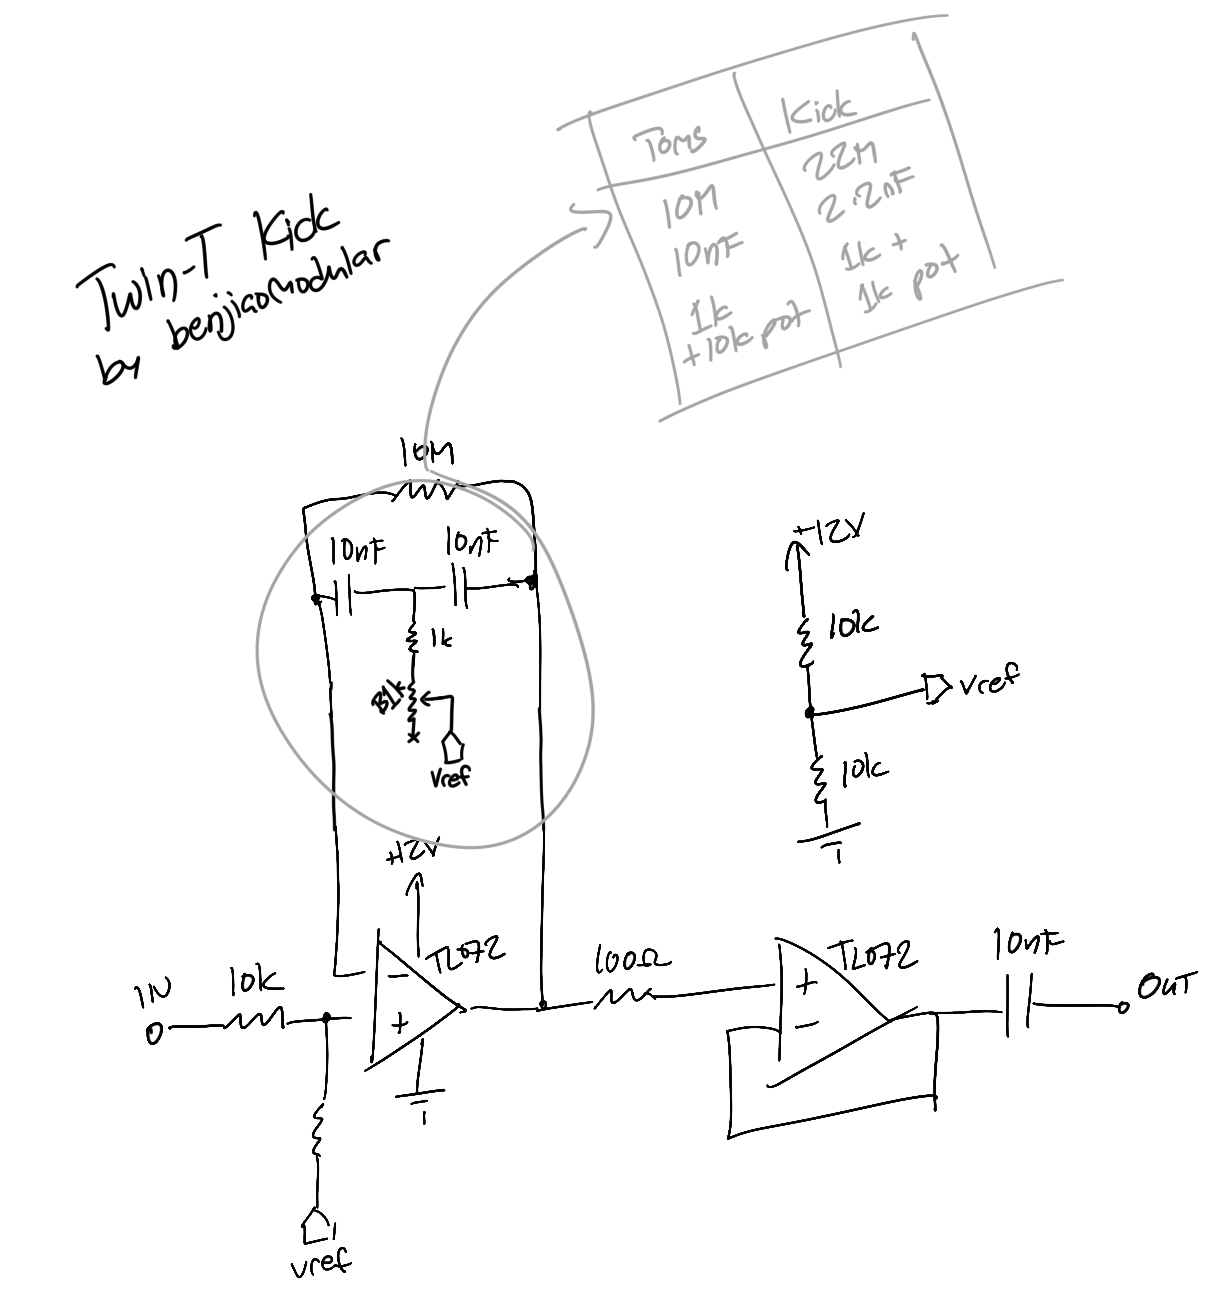 Toms Kick
10M 22M
10nF 2.2nF
1k 1k +
+10k pot 1k pot
Twin-T Kick
by benjiaomodular
10M
10nF 10nF
1k
B1k
Vref
+12V
10k
Vref
10k
+12V
TL072
IN 10k
100Ω
TL072
10nF
OUT
−
+
+
−
Vref